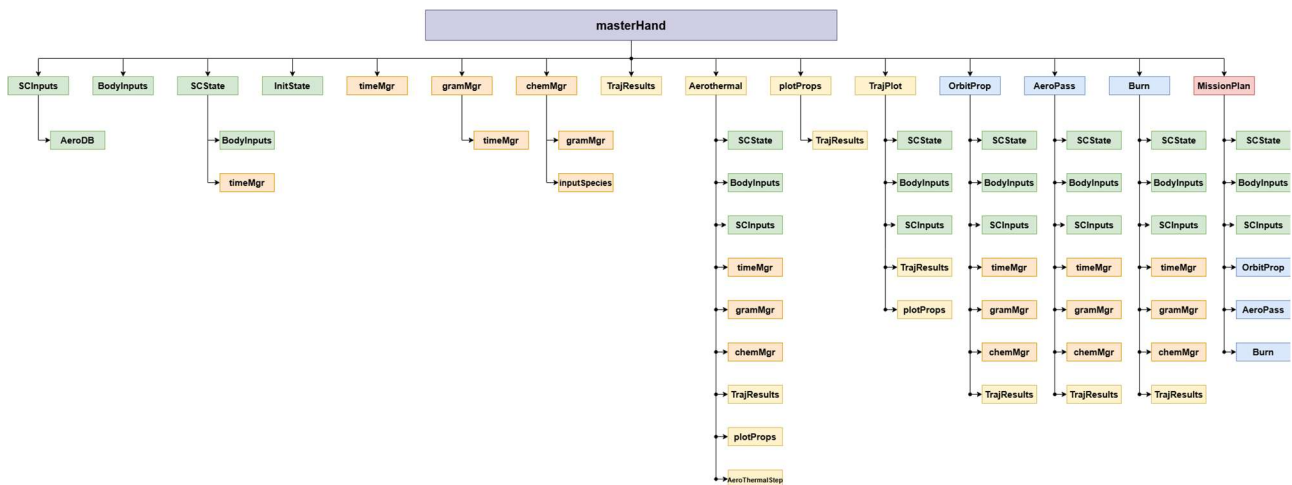 masterHand
SCInputs
BodyInputs
SCState
InitState
timeMgr
gramMgr
chemMgr
TrajResults
Aerothermal
plotProps
TrajPlot
OrbitProp
AeroPass
Burn
MissionPlan
AeroDB
BodyInputs
timeMgr
timeMgr
gramMgr
inputSpecies
SCState
BodyInputs
SCInputs
timeMgr
gramMgr
chemMgr
TrajResults
plotProps
AeroThermalStep
TrajResults
SCState
BodyInputs
SCInputs
TrajResults
plotProps
SCState
BodyInputs
SCInputs
timeMgr
gramMgr
chemMgr
TrajResults
SCState
BodyInputs
SCInputs
timeMgr
gramMgr
chemMgr
TrajResults
SCState
BodyInputs
SCInputs
timeMgr
gramMgr
chemMgr
TrajResults
SCState
BodyInputs
SCInputs
OrbitProp
AeroPass
Burn